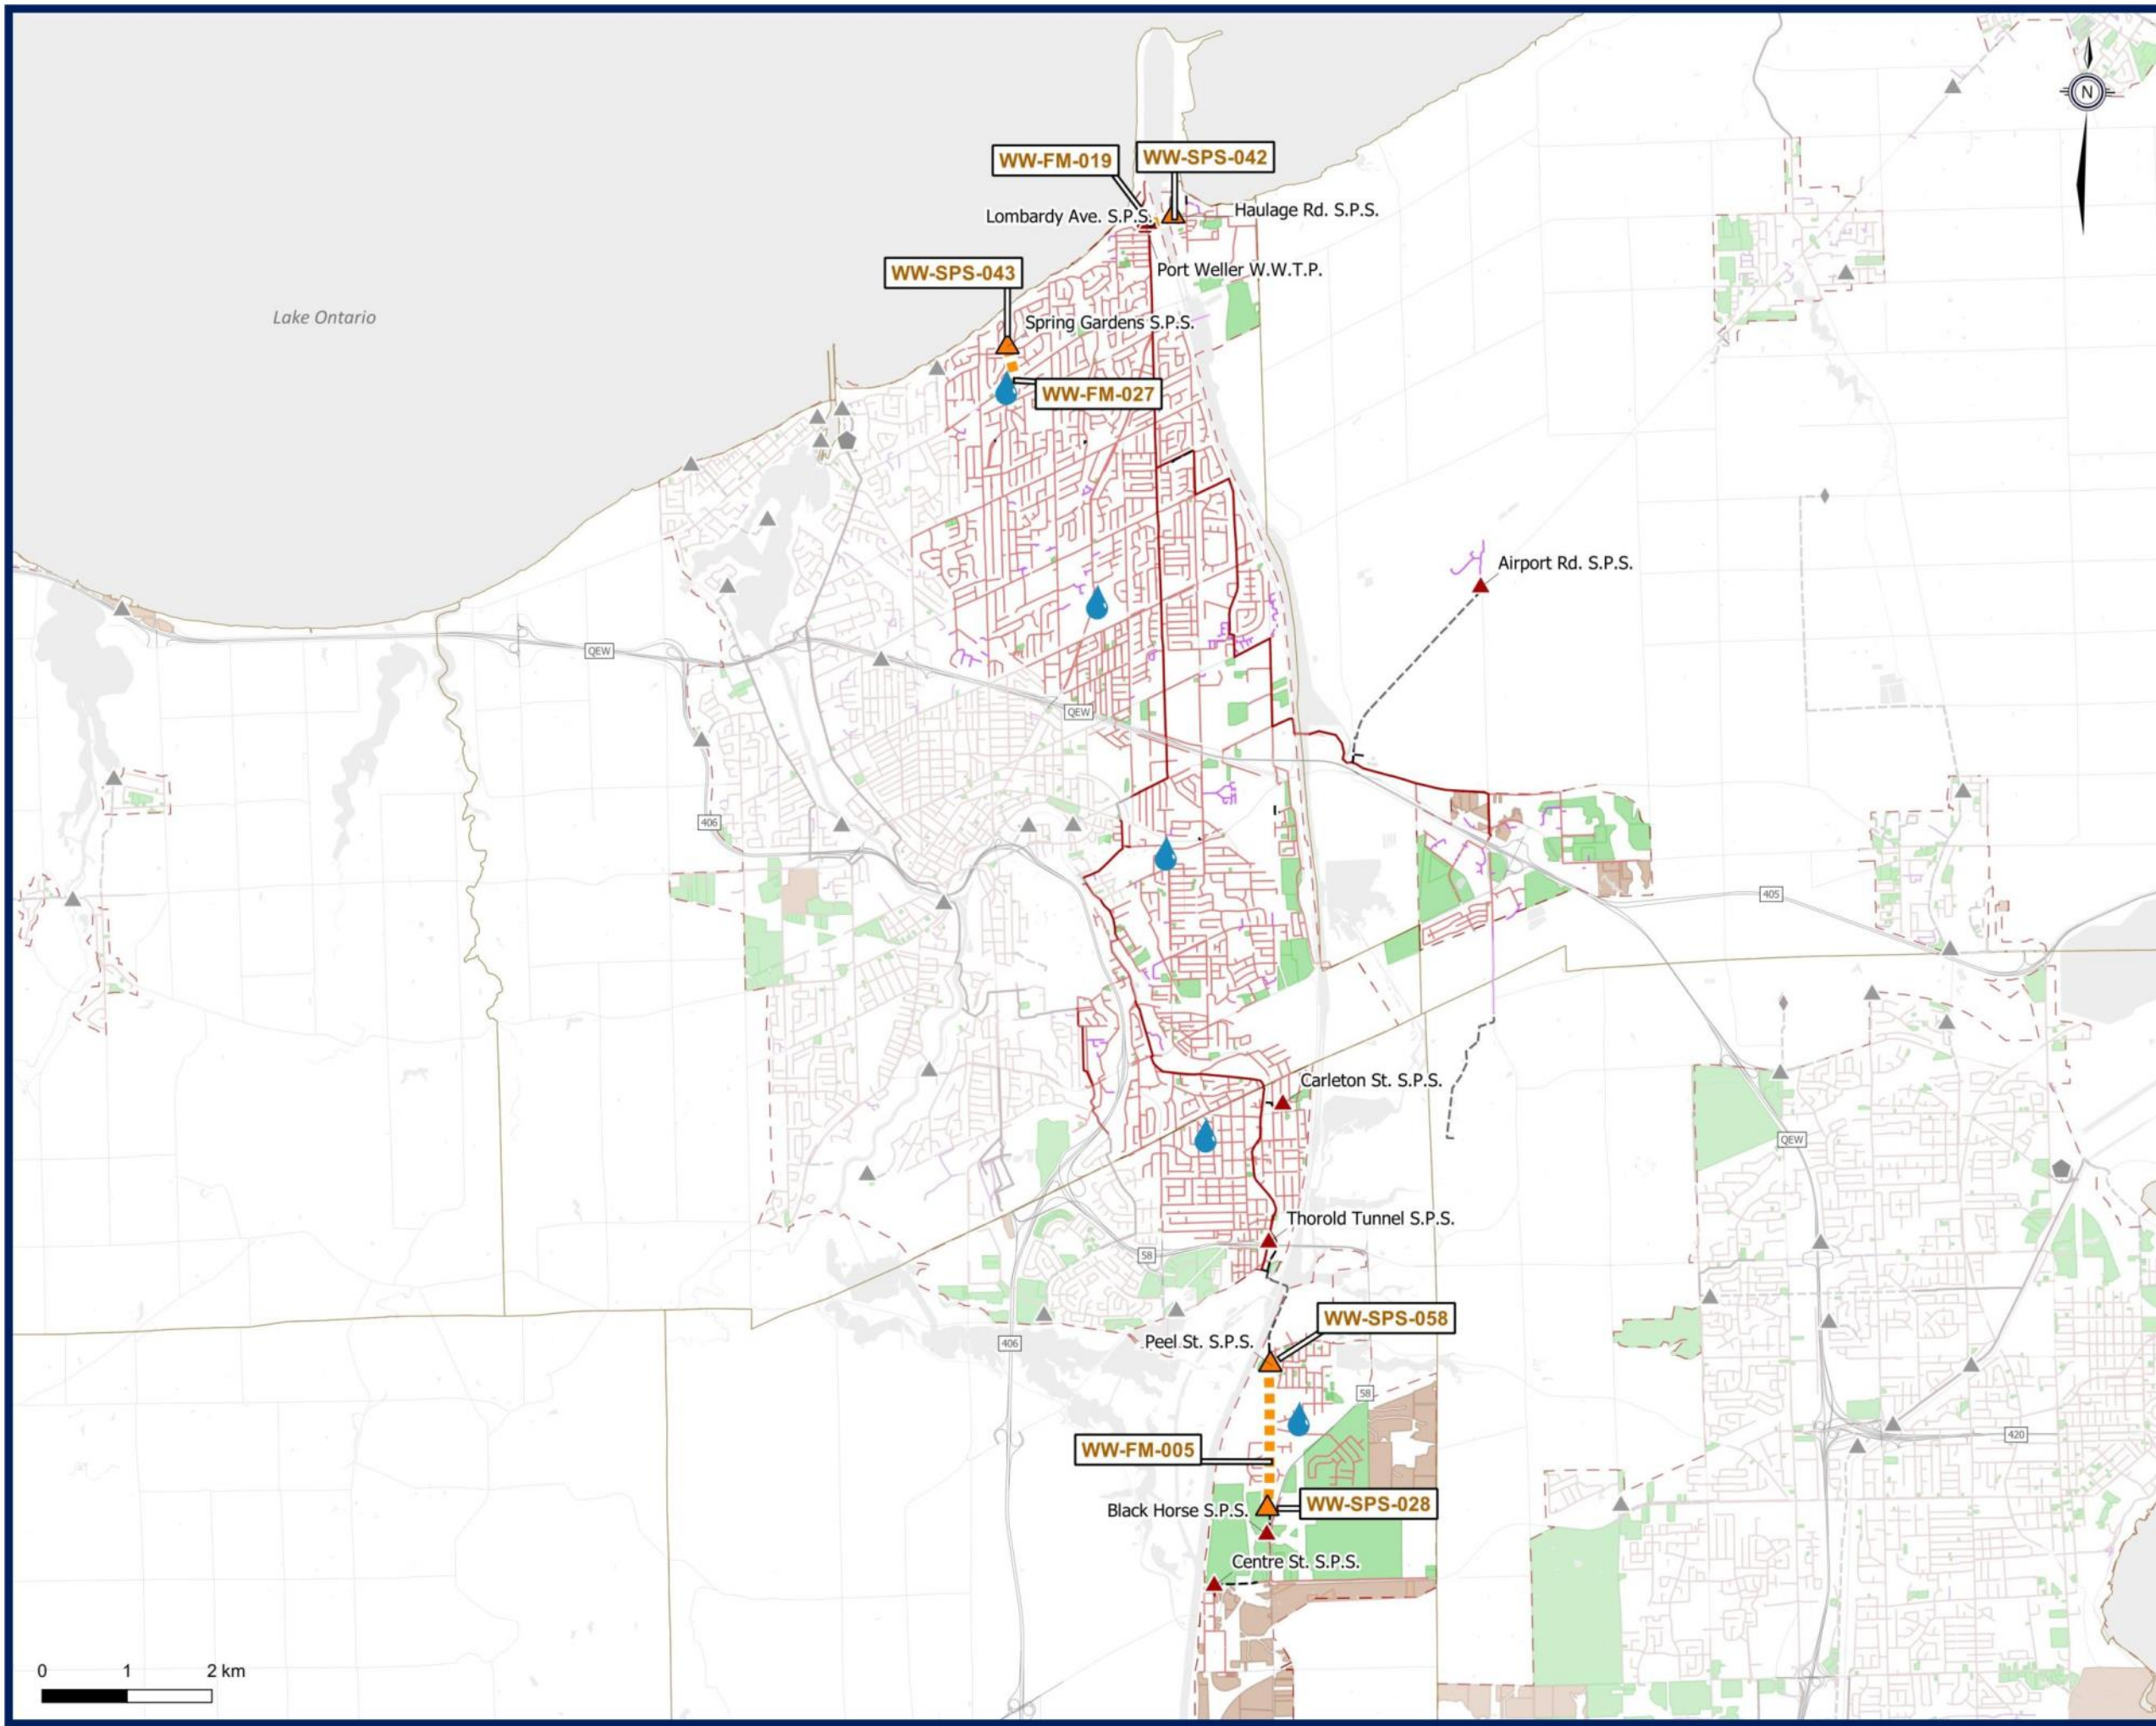 N
WW-FM-019
WW-SPS-042
Lombardy Ave. S.P.S.
Haulage Rd. S.P.S.
WW-SPS-043
Port Weller W.W.T.P.
Lake Ontario
Spring Gardens S.P.S.
WW-FM-027
Airport Rd. S.P.S.
QEW
QEW
406
405
Carleton St. S.P.S.
QEW
Thorold Tunnel S.P.S.
58
WW-SPS-058
Peel St. S.P.S.
406
58
420
WW-FM-005
WW-SPS-028
Black Horse S.P.S.
Centre St. S.P.S.
0 1 2 km